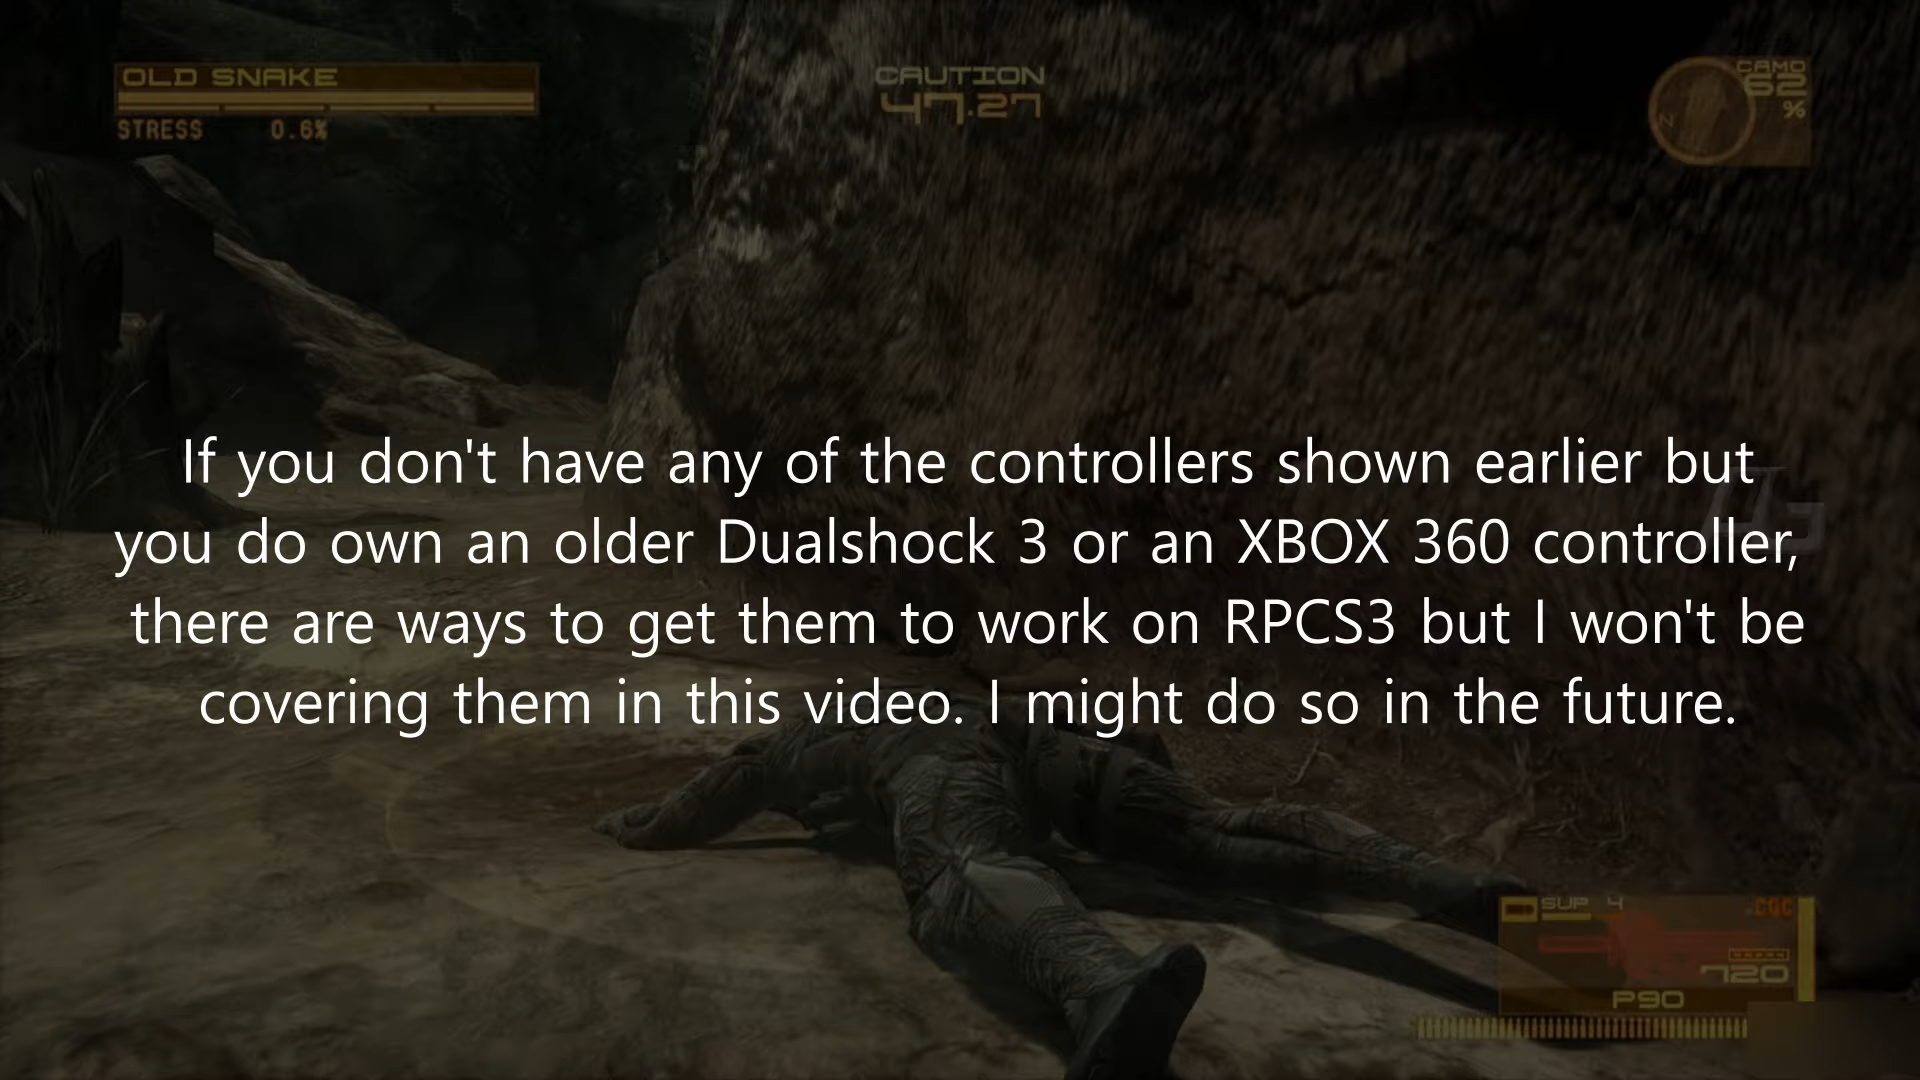 OLD SNAKE
STRESS 0.6%
CAUTION
47.27
CAMO
62
%
N
If you don't have any of the controllers shown earlier but
you do own an older Dualshock 3 or an XBOX 360 controller,
there are ways to get them to work on RPCS3 but I won't be
covering them in this video. I might do so in the future.
SUP 4
CQC
720
P90